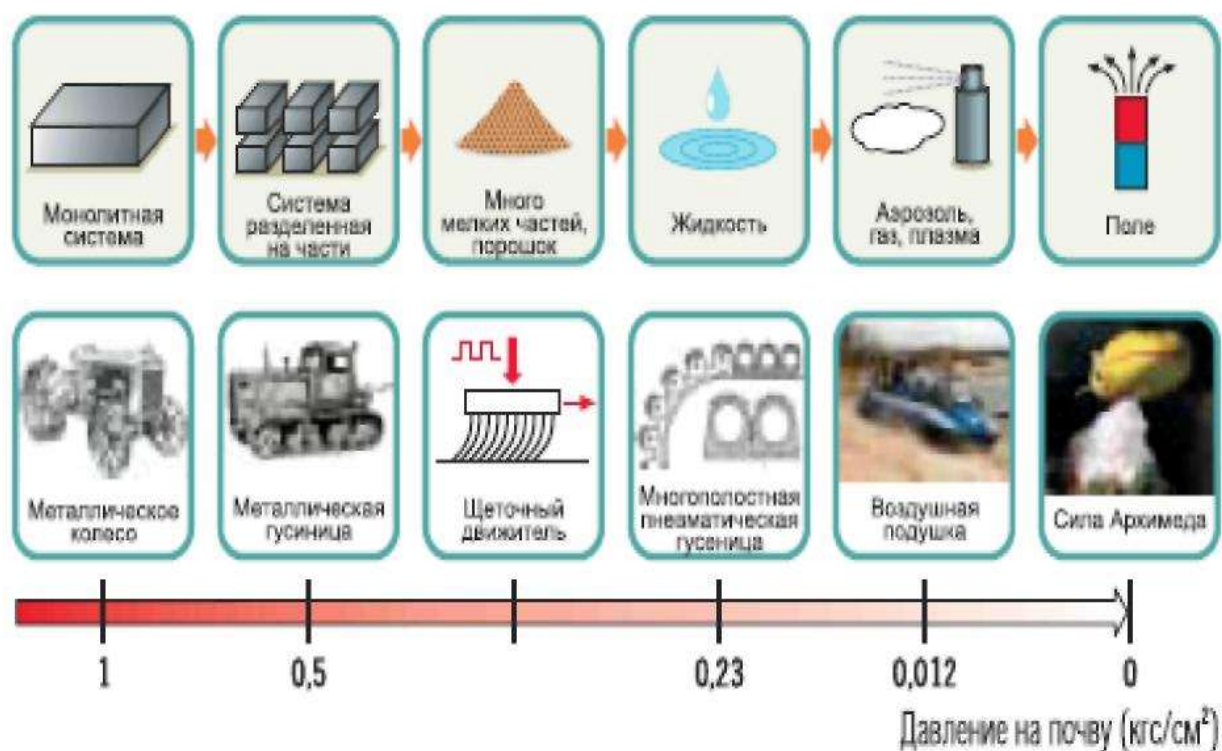 Монолитная
система
Система
разделенная
на части
Много
мелких частей,
порошок
Жидкость
Аэрозоль,
газ, плазма
Поле
Металлическое
колесо
Металлическая
гусиница
Щеточный
движитель
Многополостная
пневматическая
гусеница
Воздушная
подушка
Сила Архимеда
1
0,5
0,23
0,012
0
Давление на почву (кгс/см²)